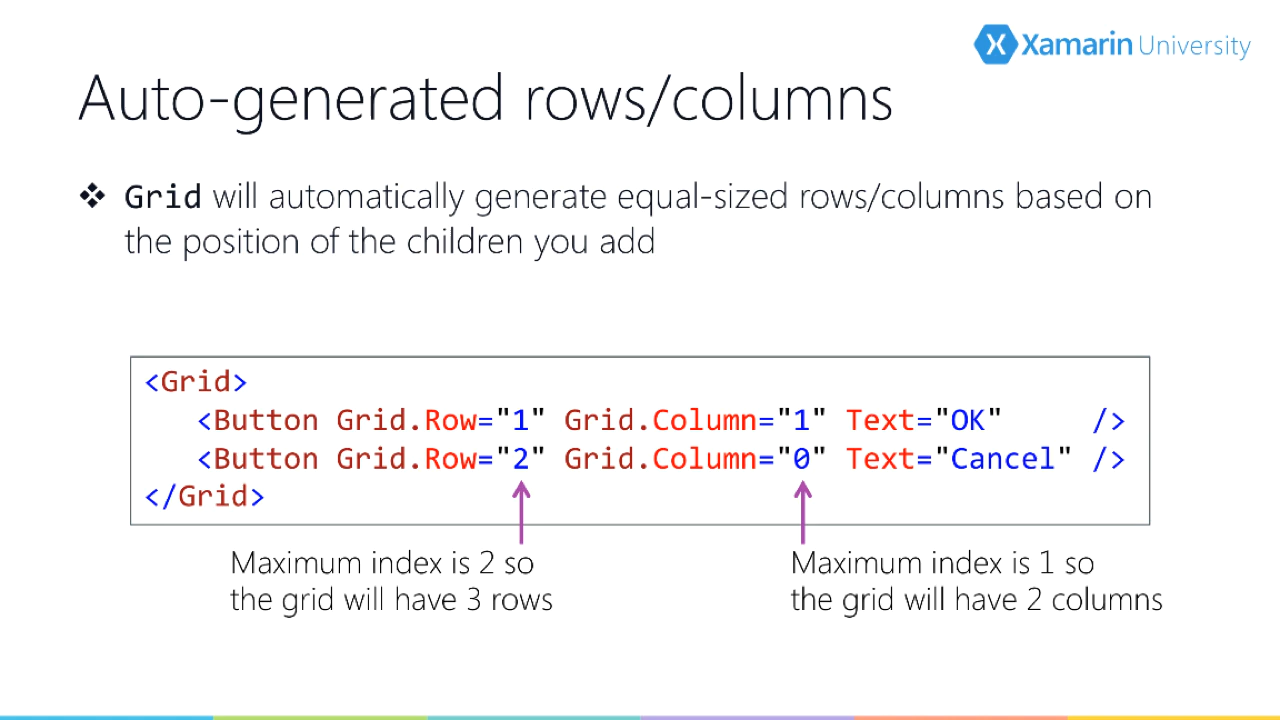 Xamarin University
Auto-generated rows/columns
❖ Grid will automatically generate equal-sized rows/columns based on
the position of the children you add
<Grid>
   <Button Grid.Row="1" Grid.Column="1" Text="OK"     />
   <Button Grid.Row="2" Grid.Column="0" Text="Cancel" />
</Grid>
Maximum index is 2 so
the grid will have 3 rows
Maximum index is 1 so
the grid will have 2 columns